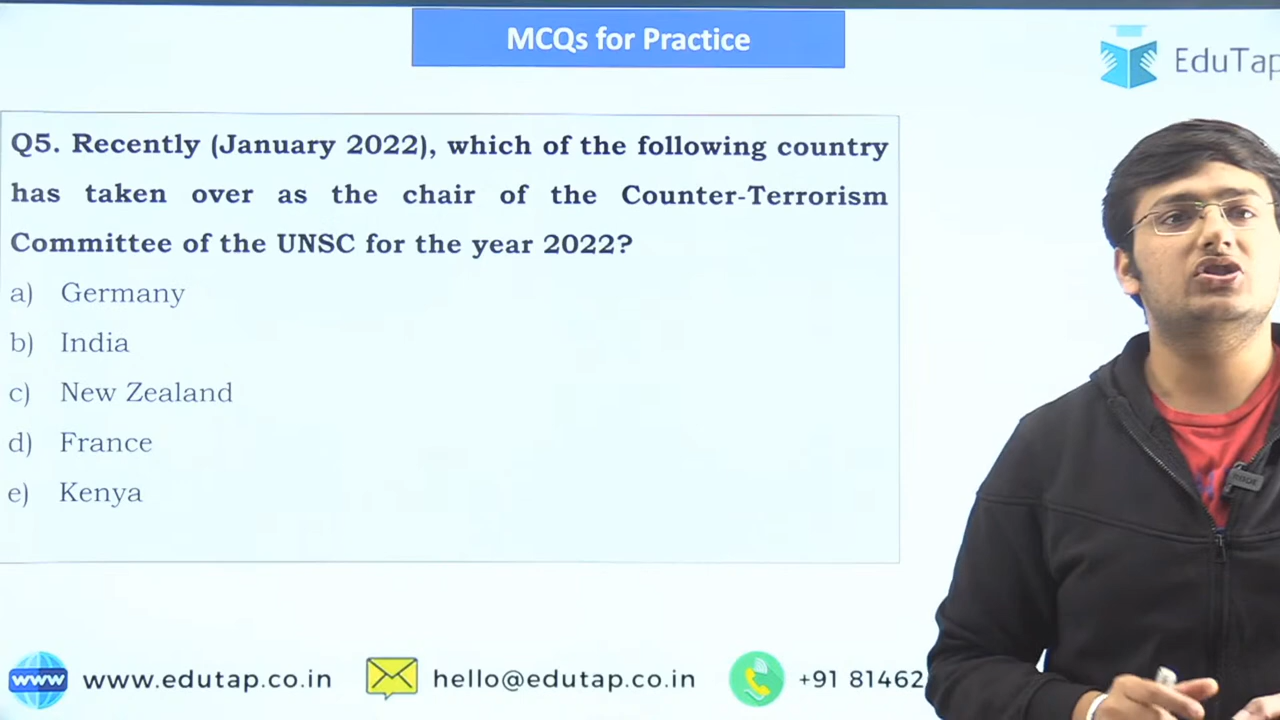 MCQs for Practice
EduTap
Q5. Recently (January 2022), which of the following country
has taken over as the chair of the Counter-Terrorism
Committee of the UNSC for the year 2022?
a) Germany
b) India
c) New Zealand
d) France
e) Kenya
www www.edutap.co.in hello@edutap.co.in +91 81462